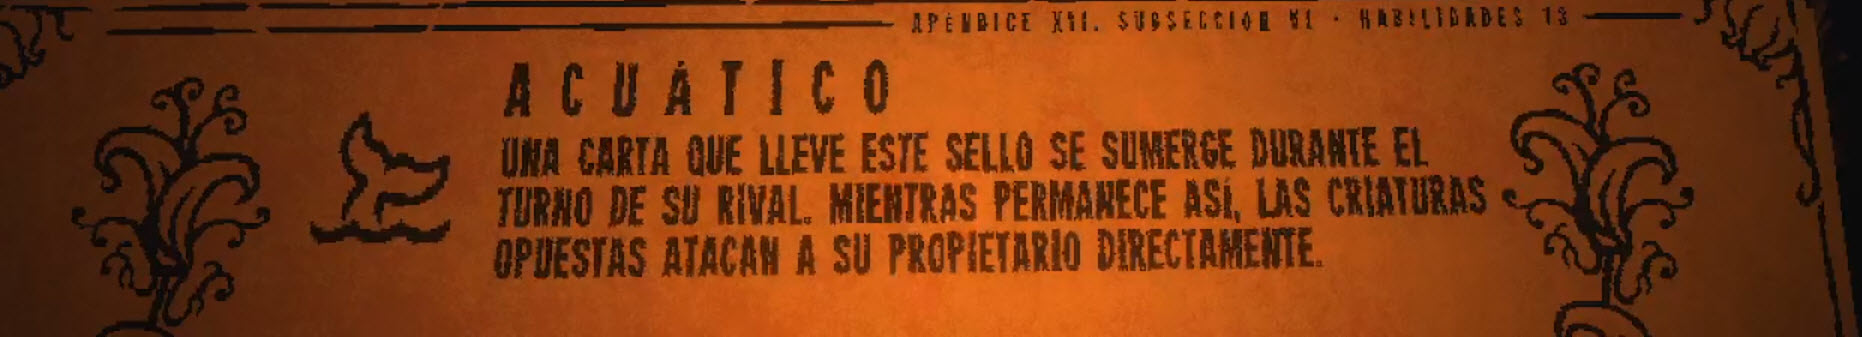 APÉNDICE XII. SUBSECCIÓN VI - HABILIDADES 13
ACUÁTICO
UNA CARTA QUE LLEVE ESTE SELLO SE SUMERGE DURANTE EL
TURNO DE SU RIVAL. MIENTRAS PERMANECE ASÍ, LAS CRIATURAS
OPUESTAS ATACAN A SU PROPIETARIO DIRECTAMENTE.